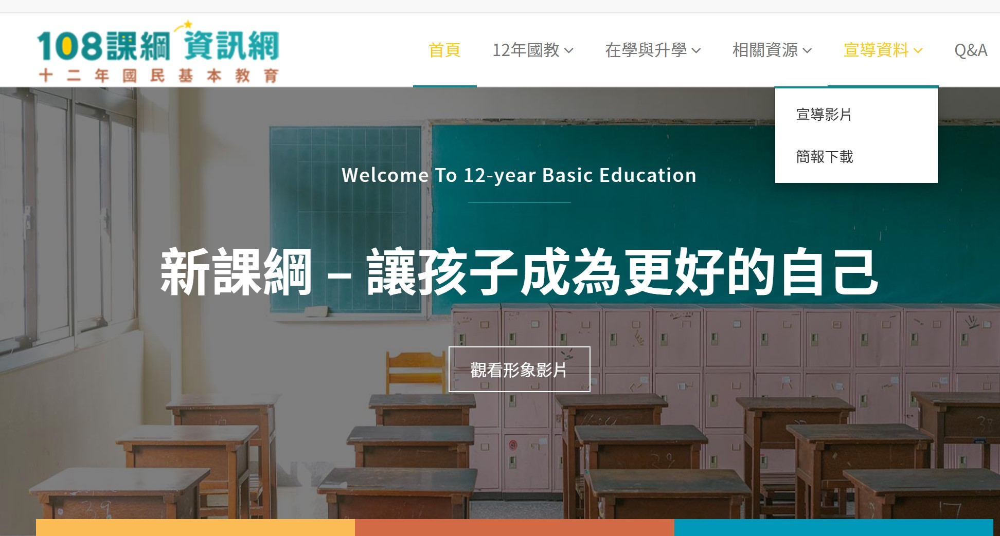 108課綱 資訊網
十二年國民基本教育
首頁 12年國教 在學與升學 相關資源 宣導資料 Q&A
宣導影片
簡報下載
Welcome To 12-year Basic Education
新課綱 – 讓孩子成為更好的自己
觀看形象影片
39
39
17